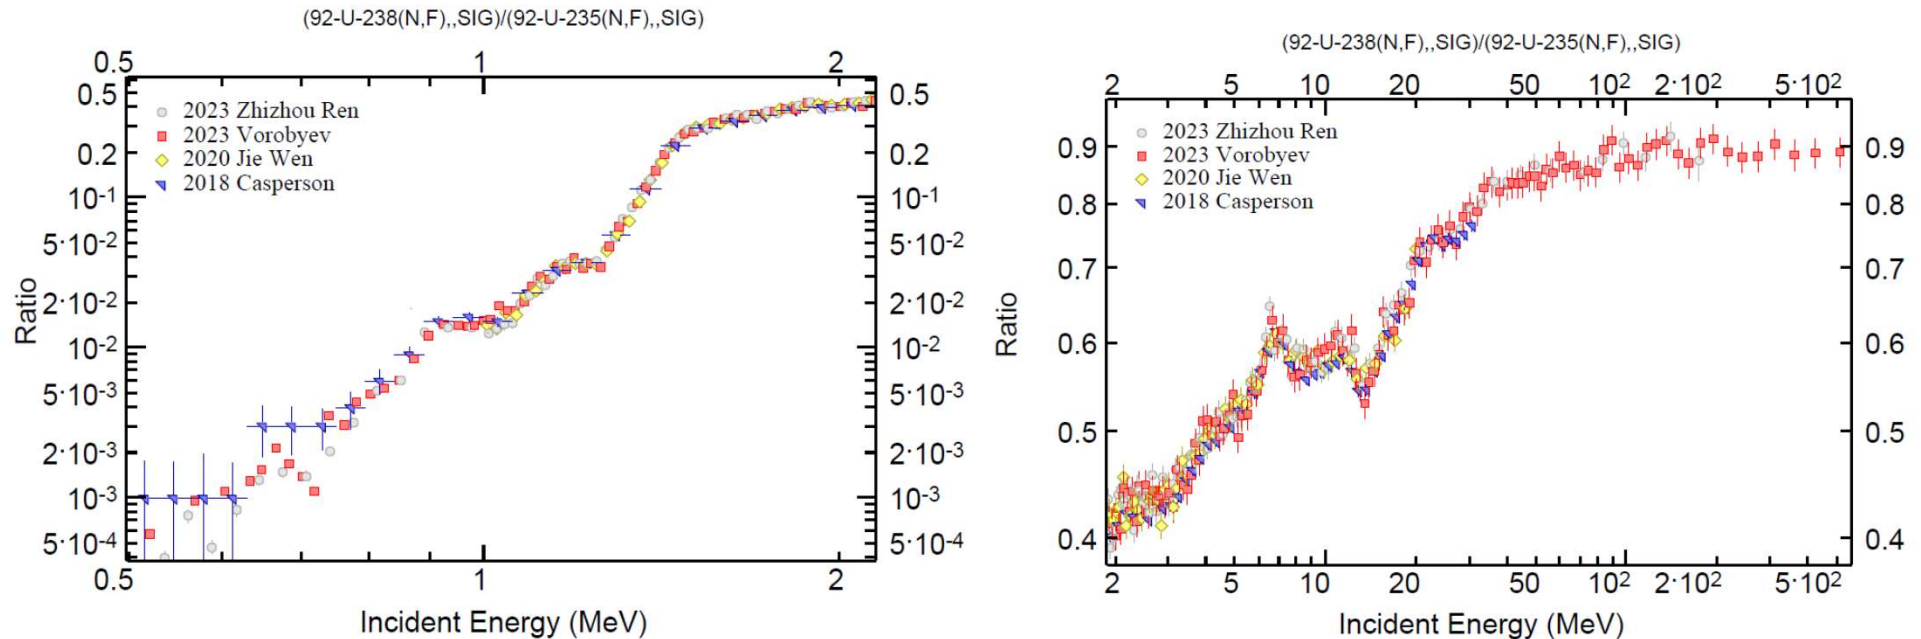 (92-U-238(N,F),,SIG)/(92-U-235(N,F),,SIG)
0.5 1 2
0.5 0.5
2023 Zhizhou Ren
2023 Vorobyev
2020 Jie Wen
2018 Casperson
0.2 0.2
10-1 10-1
5·10-2 5·10-2
2·10-2 2·10-2
10-2 10-2
5·10-3 5·10-3
2·10-3 2·10-3
10-3 10-3
5·10-4 5·10-4
Ratio
0.5 1 2
Incident Energy (MeV)
(92-U-238(N,F),,SIG)/(92-U-235(N,F),,SIG)
2 5 10 20 50 102 2·102 5·102
2023 Zhizhou Ren
2023 Vorobyev
2020 Jie Wen
2018 Casperson
0.9 0.9
0.8 0.8
0.7 0.7
0.6 0.6
0.5 0.5
0.4 0.4
Ratio
2 5 10 20 50 102 2·102 5·102
Incident Energy (MeV)